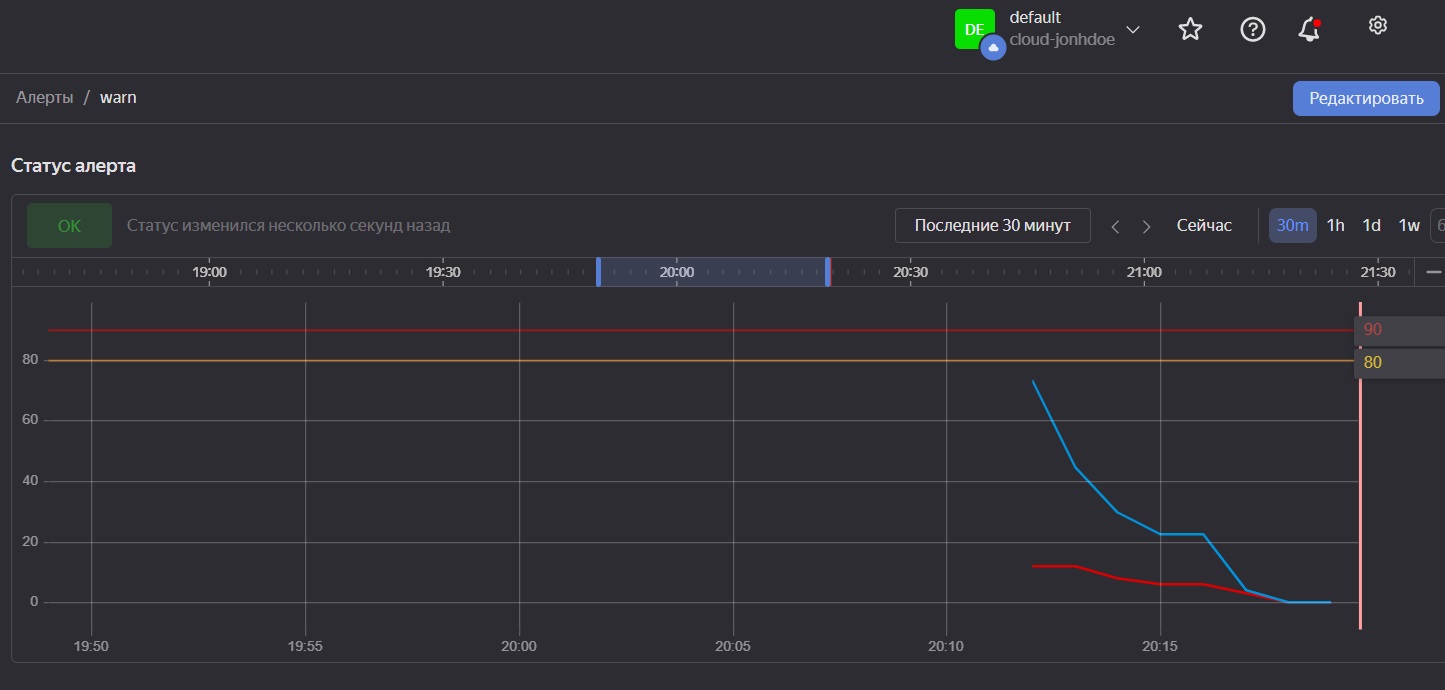 DE
default
cloud-jonhdoe
Алерты / warn
Редактировать
Статус алерта
OK
Статус изменился несколько секунд назад
Последние 30 минут
Сейчас
30m 1h 1d 1w 6
19:00 19:30 20:00 20:30 21:00 21:30
90
80
80
60
40
20
0
19:50 19:55 20:00 20:05 20:10 20:15